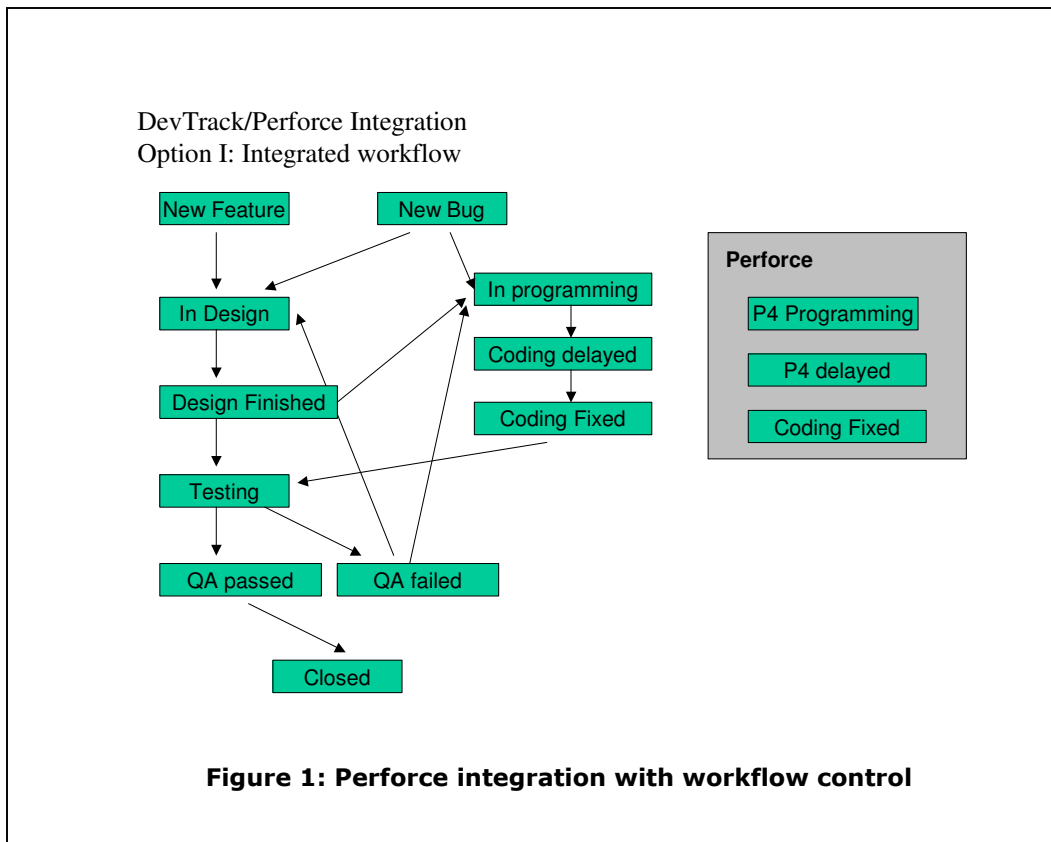 DevTrack/Perforce Integration
Option I: Integrated workflow
New Feature
New Bug
Perforce
In programming
In Design
P4 Programming
Coding delayed
P4 delayed
Design Finished
Coding Fixed
Coding Fixed
Testing
QA passed
QA failed
Closed
Figure 1: Perforce integration with workflow control